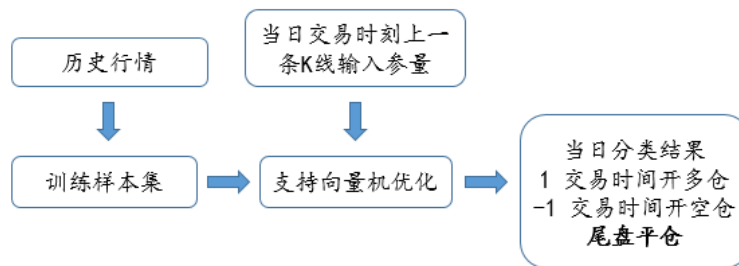 当日交易时刻上一
条K线输入参量
历史行情
训练样本集
支持向量机优化
当日分类结果
1 交易时间开多仓
-1 交易时间开空仓
尾盘平仓